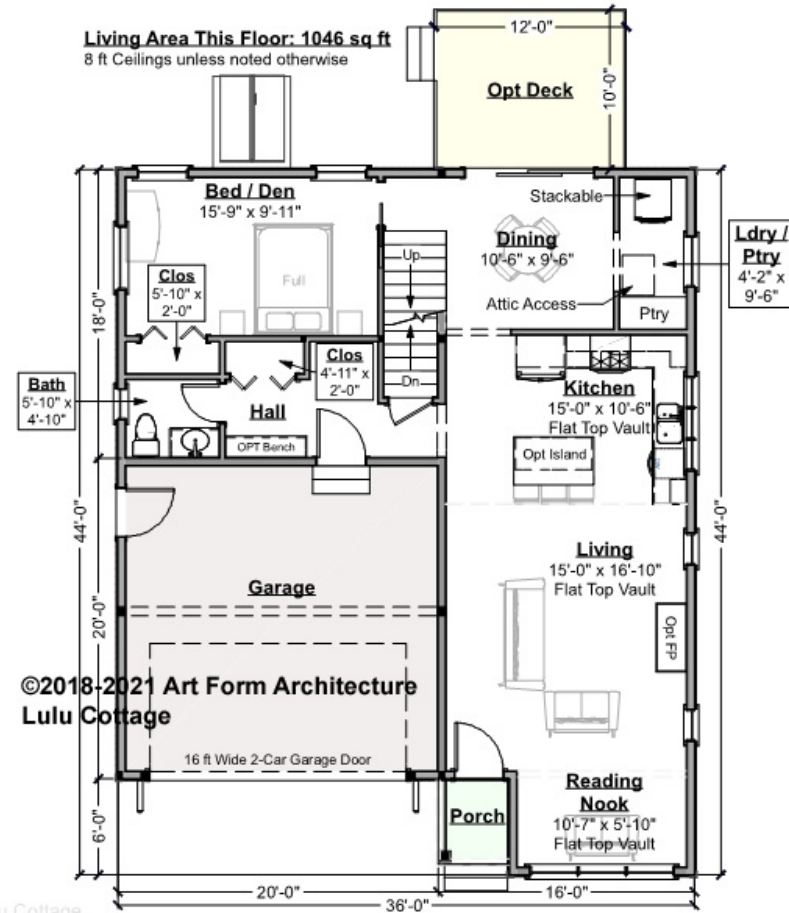 Living Area This Floor: 1046 sq ft
8 ft Ceilings unless noted otherwise
12'-0"
10'-0"
Opt Deck
Bed / Den
15'-9" x 9'-11"
Full
Clos
5'-10" x
2'-0"
Up
Dn
Dining
10'-6" x 9'-6"
Stackable
Attic Access
Ptry
Ldry /
Ptry
4'-2" x
9'-6"
18'-0"
Bath
5'-10" x
4'-10"
Clos
4'-11" x
2'-0"
Hall
OPT Bench
Kitchen
15'-0" x 10'-6"
Flat Top Vault
Opt Island
44'-0"
44'-0"
Living
15'-0" x 16'-10"
Flat Top Vault
Opt FP
Garage
20'-0"
©2018-2021 Art Form Architecture
Lulu Cottage
16 ft Wide 2-Car Garage Door
6'-0"
Porch
Reading
Nook
10'-7" x 5'-10"
Flat Top Vault
20'-0"
16'-0"
36'-0"
Cottage